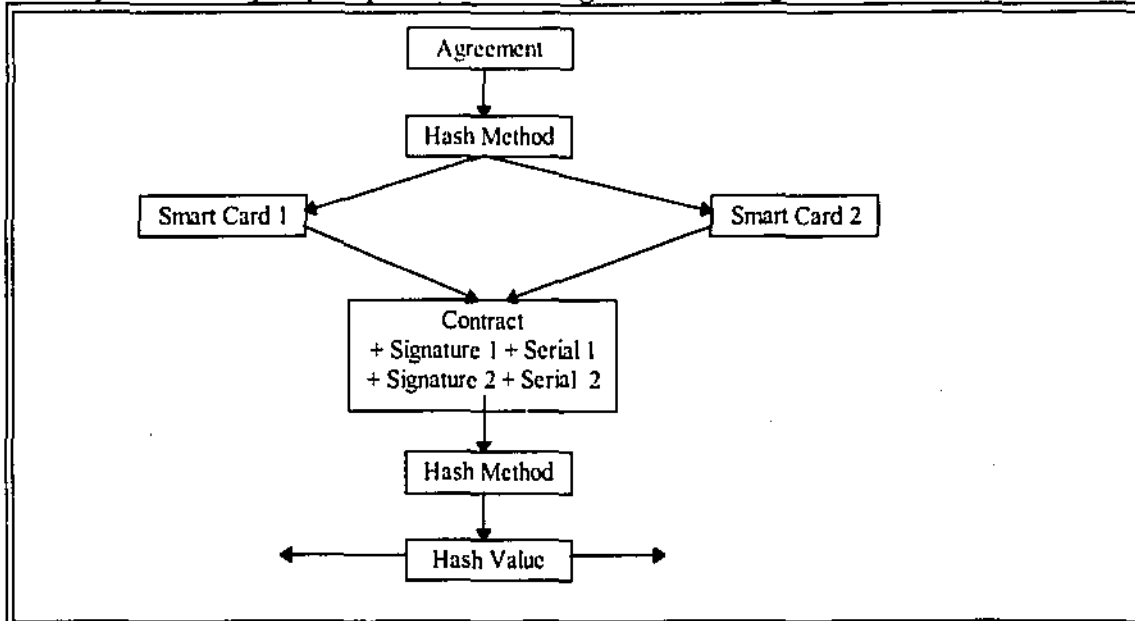 Agreement
Hash Method
Smart Card 1
Smart Card 2
Contract
+ Signature 1 + Serial 1
+ Signature 2 + Serial 2
Hash Method
Hash Value